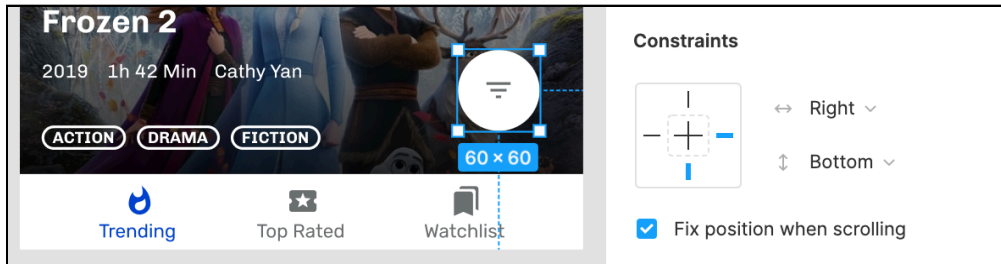 Frozen 2
2019 1h 42 Min Cathy Yan
ACTION DRAMA FICTION
60 × 60
Trending Top Rated Watchlist
Constraints
Right
Bottom
Fix position when scrolling